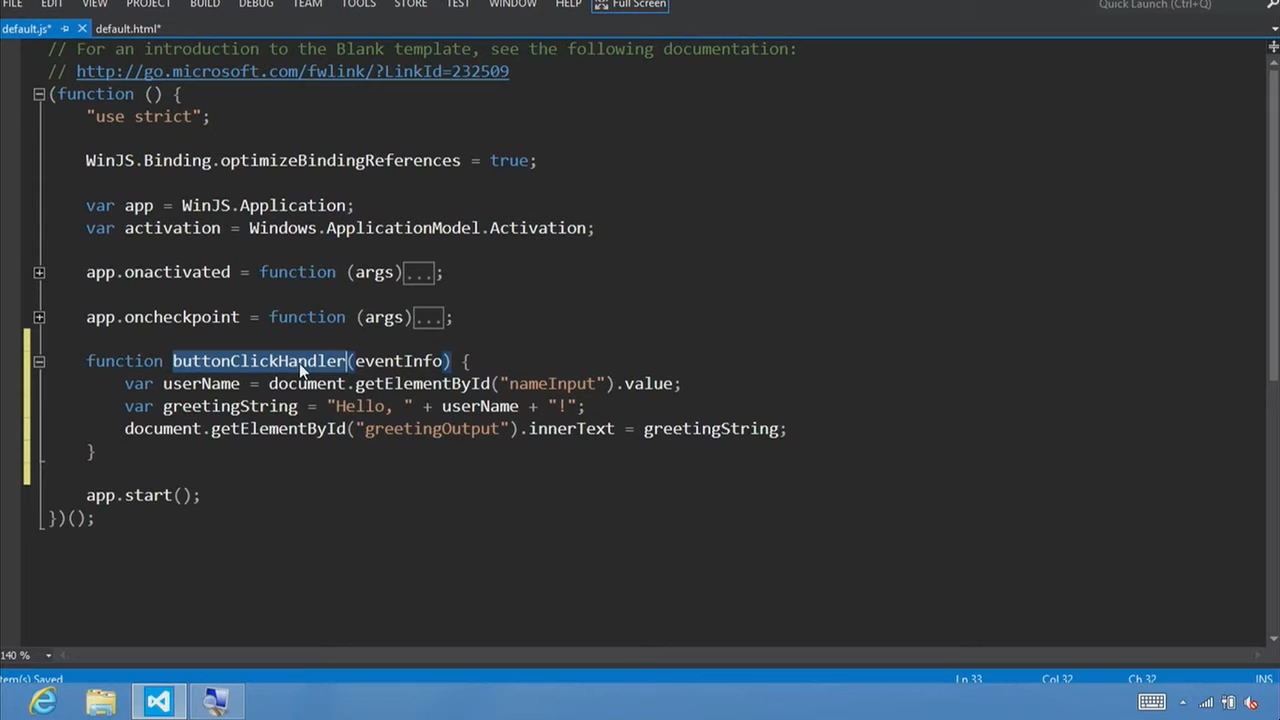 FILE EDIT VIEW PROJECT BUILD DEBUG TEAM TOOLS STORE TEST WINDOW HELP Full Screen Quick Launch (Ctrl+Q)
default.js* default.html*
// For an introduction to the Blank template, see the following documentation:
// http://go.microsoft.com/fwlink/?LinkId=232509
(function () {
"use strict";
WinJS.Binding.optimizeBindingReferences = true;
var app = WinJS.Application;
var activation = Windows.ApplicationModel.Activation;
app.onactivated = function (args)...;
app.oncheckpoint = function (args)...;
function buttonClickHandler(eventInfo) {
var userName = document.getElementById("nameInput").value;
var greetingString = "Hello, " + userName + "!";
document.getElementById("greetingOutput").innerText = greetingString;
}
app.start();
})();
140 %
tem(s) Saved Ln 33 Col 32 Ch 32 INS